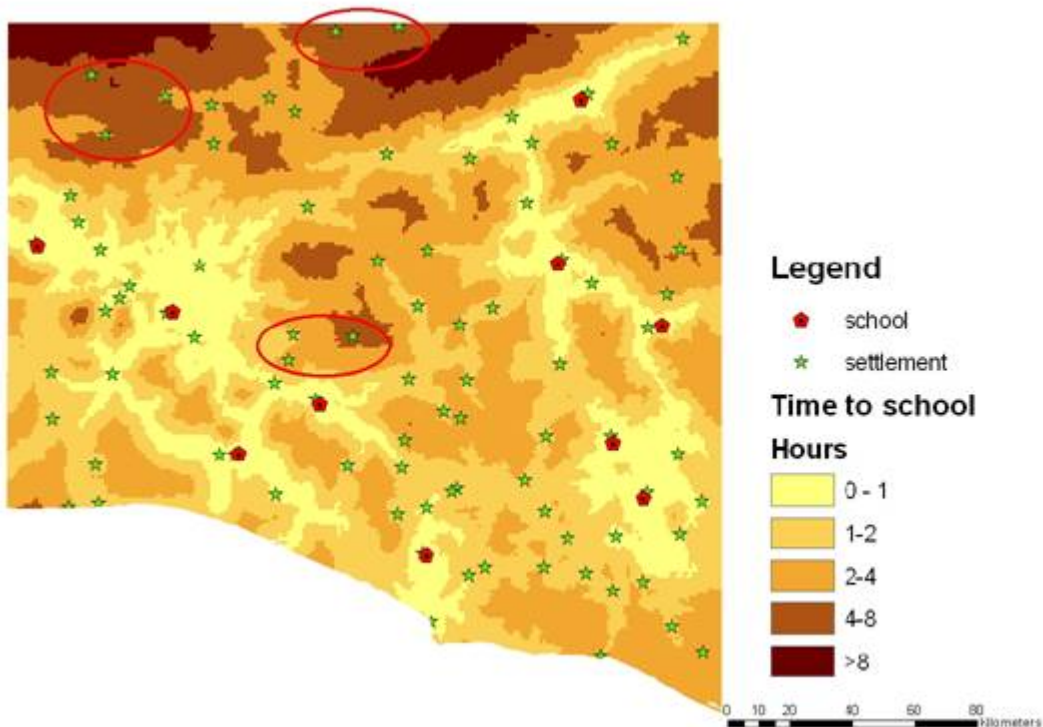 Legend
school
settlement
Time to school
Hours
0 - 1
1-2
2-4
4-8
>8
0 10 20 40 60 80
Kilometers